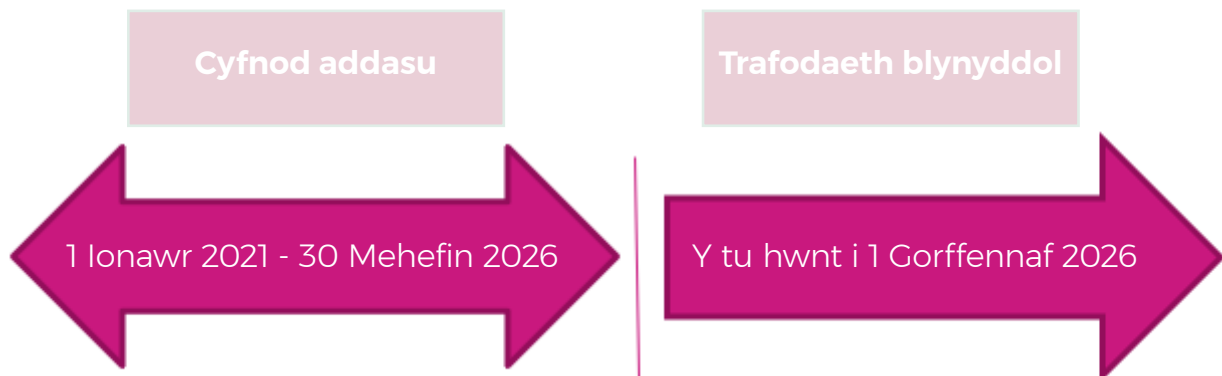 Cyfnod addasu
Trafodaeth blynyddol
1 Ionawr 2021 - 30 Mehefin 2026
Y tu hwnt i 1 Gorffennaf 2026